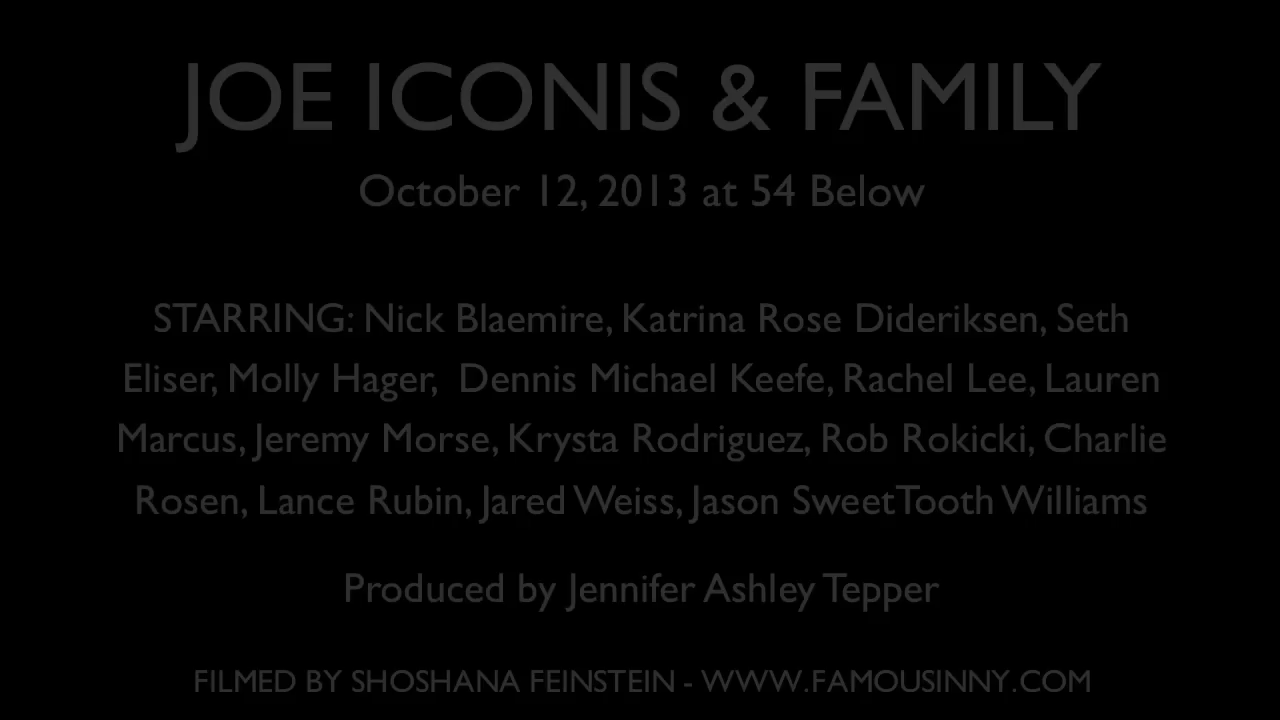 JOE ICONIS & FAMILY
October 12, 2013 at 54 Below
STARRING: Nick Blaemire, Katrina Rose Dideriksen, Seth
Eliser, Molly Hager,  Dennis Michael Keefe, Rachel Lee, Lauren
Marcus, Jeremy Morse, Krysta Rodriguez, Rob Rokicki, Charlie
Rosen, Lance Rubin, Jared Weiss, Jason SweetTooth Williams
Produced by Jennifer Ashley Tepper
FILMED BY SHOSHANA FEINSTEIN - WWW.FAMOUSINNY.COM